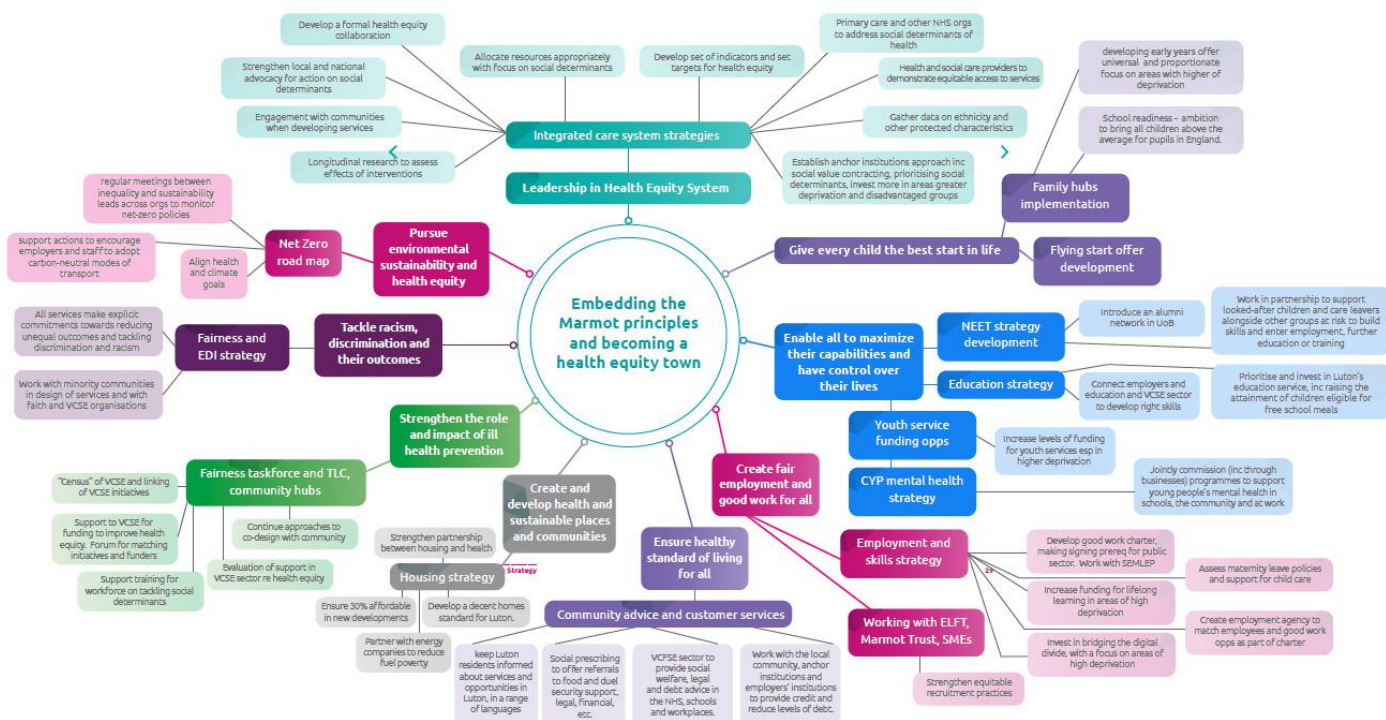 Develop a formal health equity
collaboration
Strengthen local and national
advocacy for action on social
determinants
Engagement with communities
when developing services
Longitudinal research to assess
effects of interventions
Allocate resources appropriately
with focus on social determinants
Develop set of indicators and set
targets for health equity
Primary care and other NHS orgs
to address social determinants of
health
Health and social care providers to
demonstrate equitable access to services
Gather data on ethnicity and
other protected characteristics
Establish anchor institutions approach inc
social value contracting, prioritising social
determinants, invest more in areas greater
deprivation and disadvantaged groups
Integrated care system strategies
Leadership in Health Equity System
developing early years offer
universal and proportionate
focus on areas with higher of
deprivation
School readiness - ambition
to bring all children above the
average for pupils in England.
Family hubs
implementation
Give every child the best start in life
Flying start offer
development
regular meetings between
inequality and sustainability
leads across orgs to monitor
net-zero policies
support actions to encourage
employers and staff to adopt
carbon-neutral modes of
transport
Align health
and climate
goals
Net Zero
road map
Pursue
environmental
sustainability and
health equity
Embedding the
Marmot principles
and becoming a
health equity town
All services make explicit
commitments towards reducing
unequal outcomes and tackling
discrimination and racism
Work with minority communities
in design of services and with
faith and VCSE organisations
Fairness and
EDI strategy
Tackle racism,
discrimination and
their outcomes
Enable all to maximize
their capabilities and
have control over
their lives
NEET strategy
development
Introduce an alumni
network in UoB
Work in partnership to support
looked-after children and care leavers
alongside other groups at risk to build
skills and enter employment, further
education or training
Education strategy
Connect employers and
education and VCSE sector
to develop right skills
Prioritise and invest in Luton's
education service, inc raising the
attainment of children eligible for
free school meals
Youth service
funding opps
Increase levels of funding
for youth services esp in
higher deprivation
CYP mental health
strategy
Jointly commission (inc through
businesses) programmes to support
young people's mental health in
schools, the community and at work
Strengthen the role
and impact of ill
health prevention
Fairness taskforce and TLC,
community hubs
"Census" of VCSE and linking
of VCSE initiatives
Support to VCSE for
funding to improve health
equity. Forum for matching
initiatives and funders
Support training for
workforce on tackling social
determinants
Evaluation of support in
VCSE sector re health equity
Continue approaches to
co-design with community
Create and
develop health and
sustainable places
and communities
Strengthen partnership
between housing and health
Strategy
Housing strategy
Ensure 30% affordable
in new developments
Develop a decent homes
standard for Luton.
Partner with energy
companies to reduce
fuel poverty
Ensure healthy
standard of living
for all
Community advice and customer services
keep Luton
residents informed
about services and
opportunities in
Luton, in a range
of languages
Social prescribing
to offer referrals
to food and duel
security support,
legal, financial,
etc.
VCFSE sector to
provide social
welfare, legal
and debt advice in
the NHS, schools
and workplaces.
Work with the local
community, anchor
institutions and
employers' institutions
to provide credit and
reduce levels of debt.
Create fair
employment and
good work for all
Employment and
skills strategy
29
Develop good work charter,
making signing prereq for public
sector. Work with SEMLEP
Assess maternity leave policies
and support for child care
Increase funding for lifelong
learning in areas of high
deprivation
Create employment agency to
match employees and good work
opps as part of charter
Invest in bridging the digital
divide, with a focus on areas of
high deprivation
Working with ELFT,
Marmot Trust, SMEs
Strengthen equitable
recruitment practices